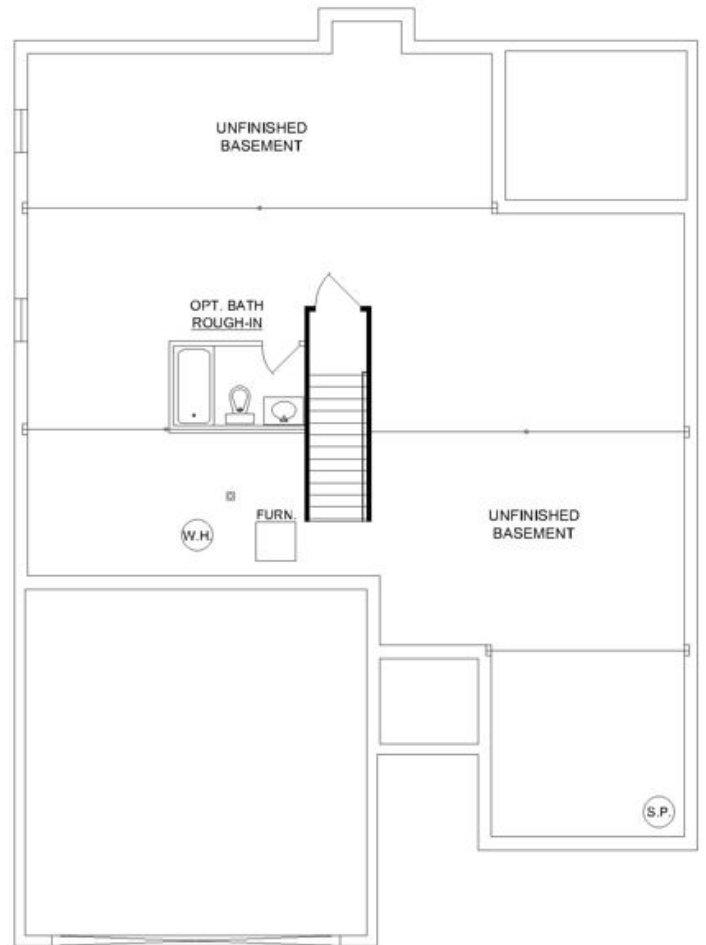 UNFINISHED
BASEMENT
OPT. BATH
ROUGH-IN
FURN.
W.H.
UNFINISHED
BASEMENT
S.P.